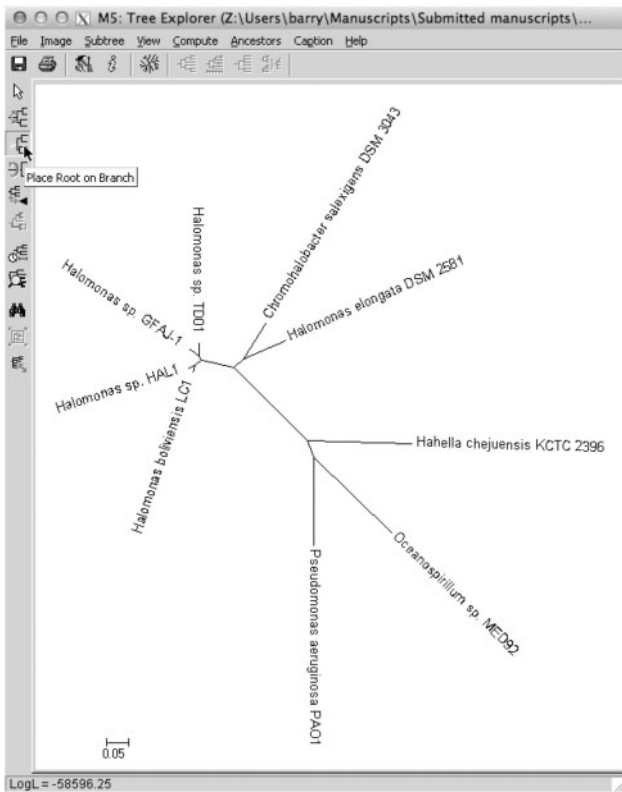 M5: Tree Explorer (Z:\Users\barry\Manuscripts\Submitted manuscripts\...
File Image Subtree View Compute Ancestors Caption Help
Place Root on Branch
Chromohalobacter salexigens DSM 3043
Halomonas sp. TD01
Halomonas elongata DSM 2581
Halomonas sp. GFAJ-1
Halomonas sp. HAL1
Halomonas boliviensis LC1
Hahella chejuensis KCTC 2396
Oceanospirillum sp. MED92
Pseudomonas aeruginosa PAO1
0.05
LogL = -58596.25